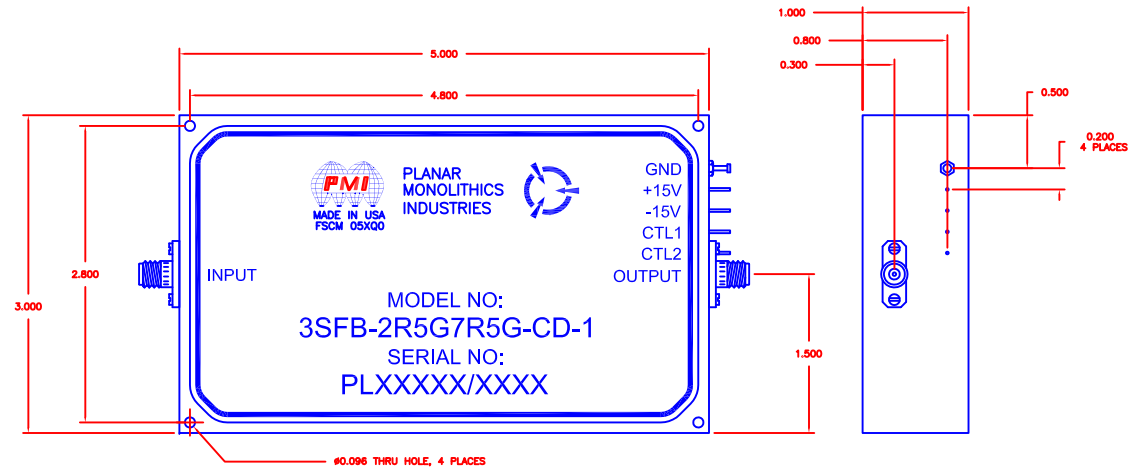 5.000
4.800
3.000
2.800
PMI
MADE IN USA
FSCM 05XQ0
PLANAR
MONOLITHICS
INDUSTRIES
GND
+15V
-15V
CTL1
CTL2
INPUT
OUTPUT
MODEL NO:
3SFB-2R5G7R5G-CD-1
SERIAL NO:
PLXXXXX/XXXX
ø0.096 THRU HOLE, 4 PLACES
1.500
1.000
0.800
0.300
0.500
0.200
4 PLACES